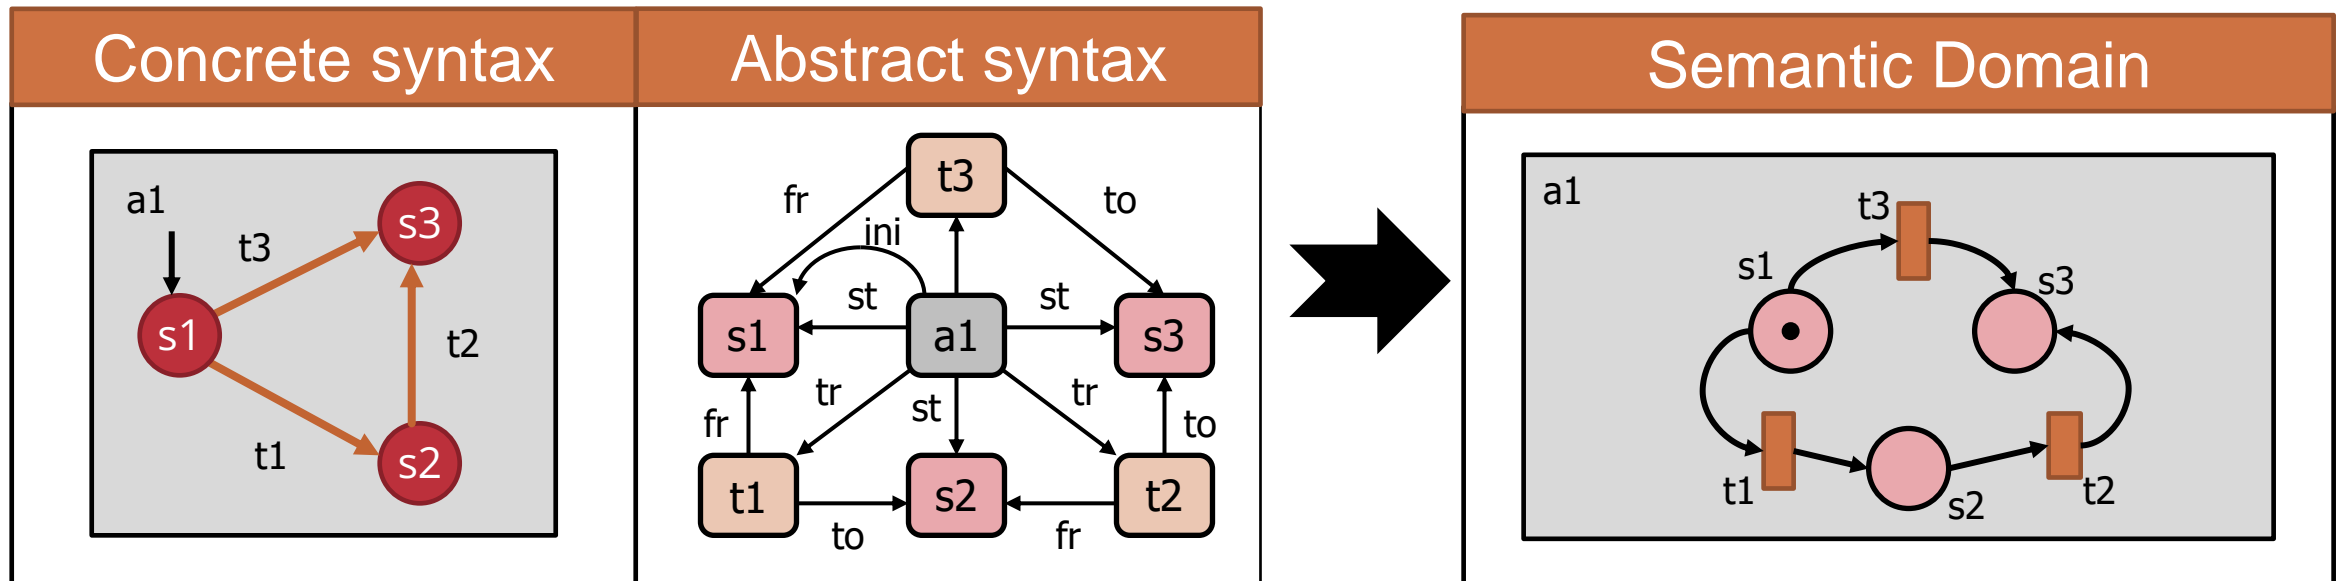 Concrete syntax
Abstract syntax
Semantic Domain
a1
t3
s3
s1
t2
t1
s2
t3
fr
to
ini
st
st
s1
a1
s3
tr
tr
st
fr
to
t1
s2
t2
to
fr
a1
t3
s1
s3
t1
t2
s2